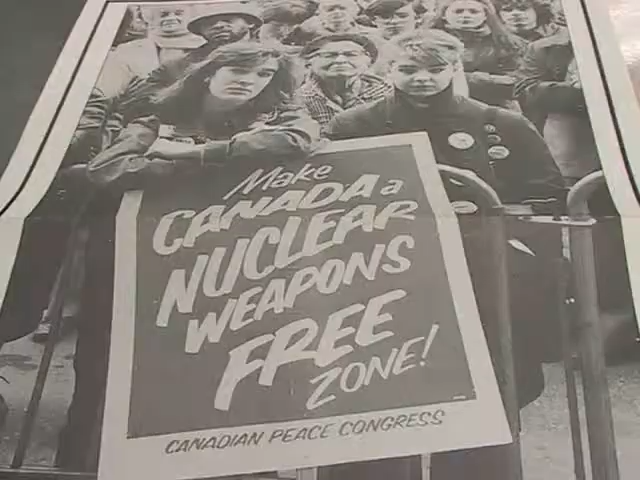 Make
CANADA a
NUCLEAR
WEAPONS
FREE
ZONE!
CANADIAN PEACE CONGRESS